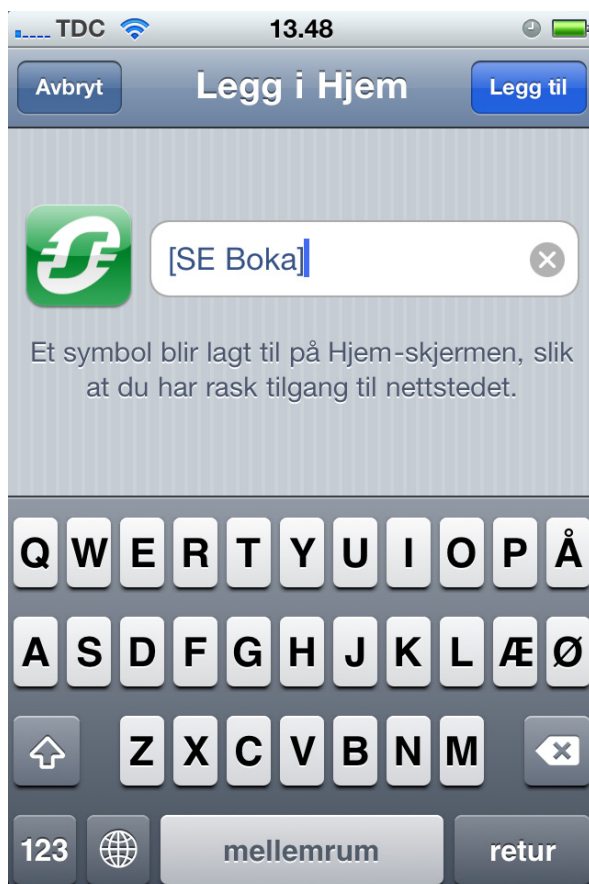 TDC 13.48
Avbryt Legg i Hjem Legg til
[SE Boka]
Et symbol blir lagt til på Hjem-skjermen, slik
at du har rask tilgang til nettstedet.
Q W E R T Y U I O P Å
A S D F G H J K L Æ Ø
Z X C V B N M
123 mellemrum retur